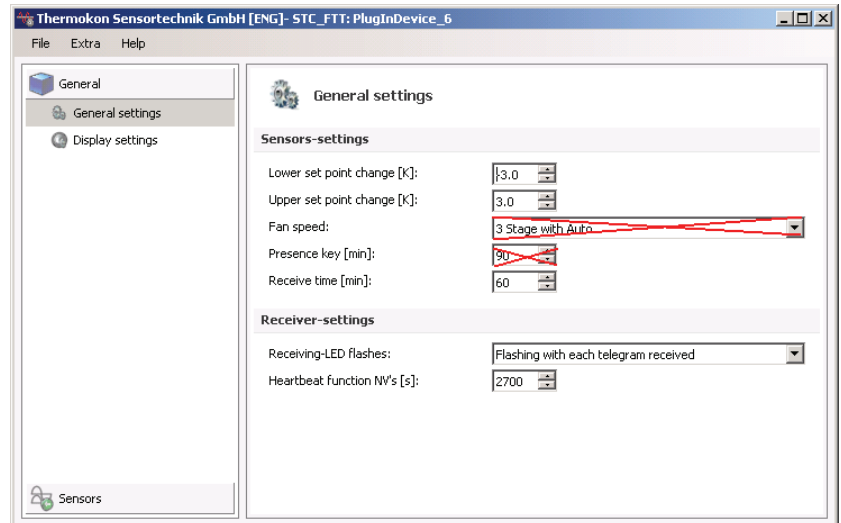 Thermokon Sensortechnik GmbH [ENG]- STC_FTT: PlugInDevice_6
File Extra Help
General
General settings
Display settings
General settings
Sensors-settings
Lower set point change [K]: -3.0
Upper set point change [K]: 3.0
Fan speed: 3 Stage with Auto
Presence key [min]: 90
Receive time [min]: 60
Receiver-settings
Receiving-LED flashes: Flashing with each telegram received
Heartbeat function NV's [s]: 2700
Sensors